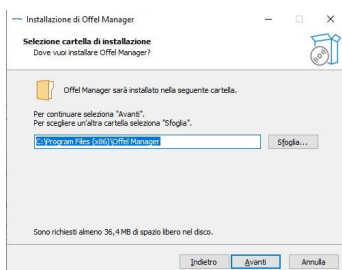 Installazione di Offel Manager
Selezione cartella di installazione
Dove vuoi installare Offel Manager?
Offel Manager sarà installato nella seguente cartella.
Per continuare seleziona "Avanti".
Per scegliere un'altra cartella seleziona "Sfoglia".
C:\Program Files (x86)\Offel Manager
Sfoglia...
Sono richiesti almeno 36,4 MB di spazio libero nel disco.
Indietro Avanti Annulla